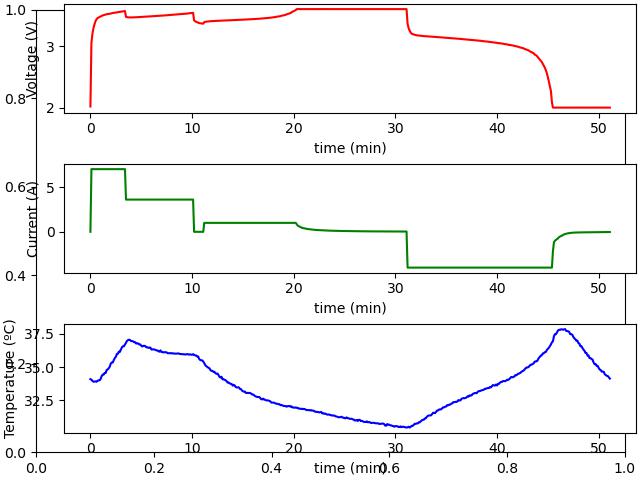 1.0
Voltage (V)
3
2
0.8
0 10 20 30 40 50
time (min)
0.6
Current (A)
5
0
0.4
0 10 20 30 40 50
time (min)
Temperature (ºC)
37.5
0.2
35.0
32.5
0 10 20 30 40 50
0.0
0.0 0.2 0.4 time (min) 0.6 0.8 1.0